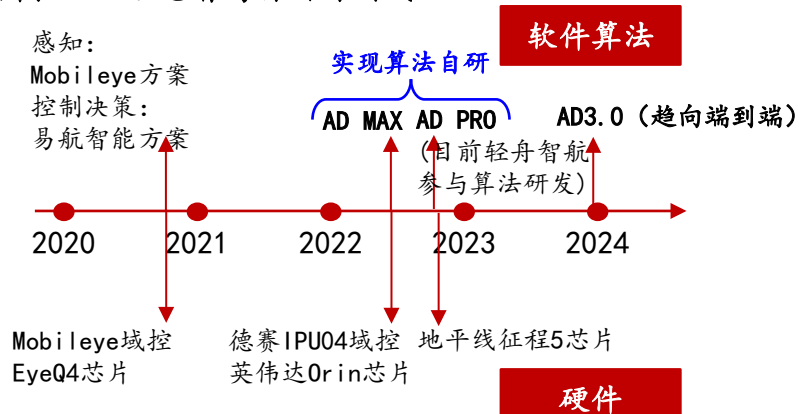 软件算法
感知：
Mobileye方案
控制决策：
易航智能方案
实现算法自研
AD MAX AD PRO
(目前轻舟智航
参与算法研发)
AD3.0（趋向端到端）
2020 2021 2022 2023 2024
Mobileye域控
EyeQ4芯片
德赛IPU04域控
英伟达Orin芯片
地平线征程5芯片
硬件